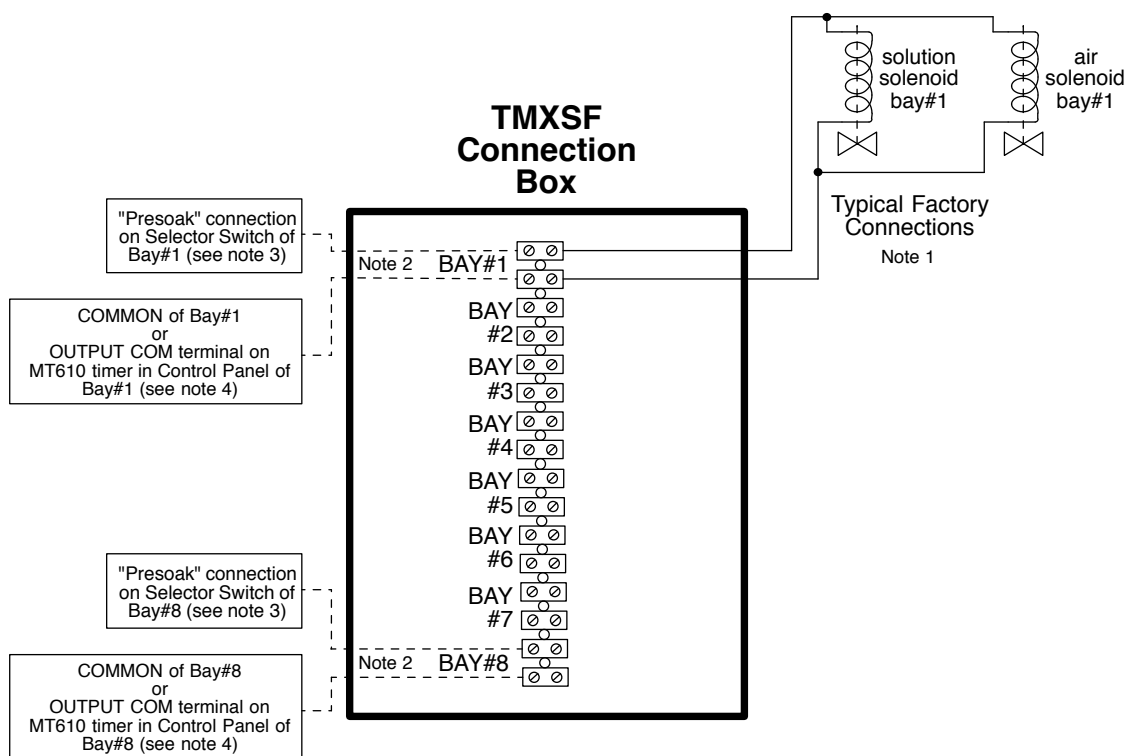 solution
solenoid
bay#1
air
solenoid
bay#1
TMXSF
Connection
Box
Typical Factory
Connections
Note 1
"Presoak" connection
on Selector Switch of
Bay#1 (see note 3)
Note 2
BAY#1
COMMON of Bay#1
or
OUTPUT COM terminal on
MT610 timer in Control Panel of
Bay#1 (see note 4)
BAY
#2
BAY
#3
BAY
#4
BAY
#5
BAY
#6
BAY
#7
"Presoak" connection
on Selector Switch of
Bay#8 (see note 3)
Note 2
BAY#8
COMMON of Bay#8
or
OUTPUT COM terminal on
MT610 timer in Control Panel of
Bay#8 (see note 4)